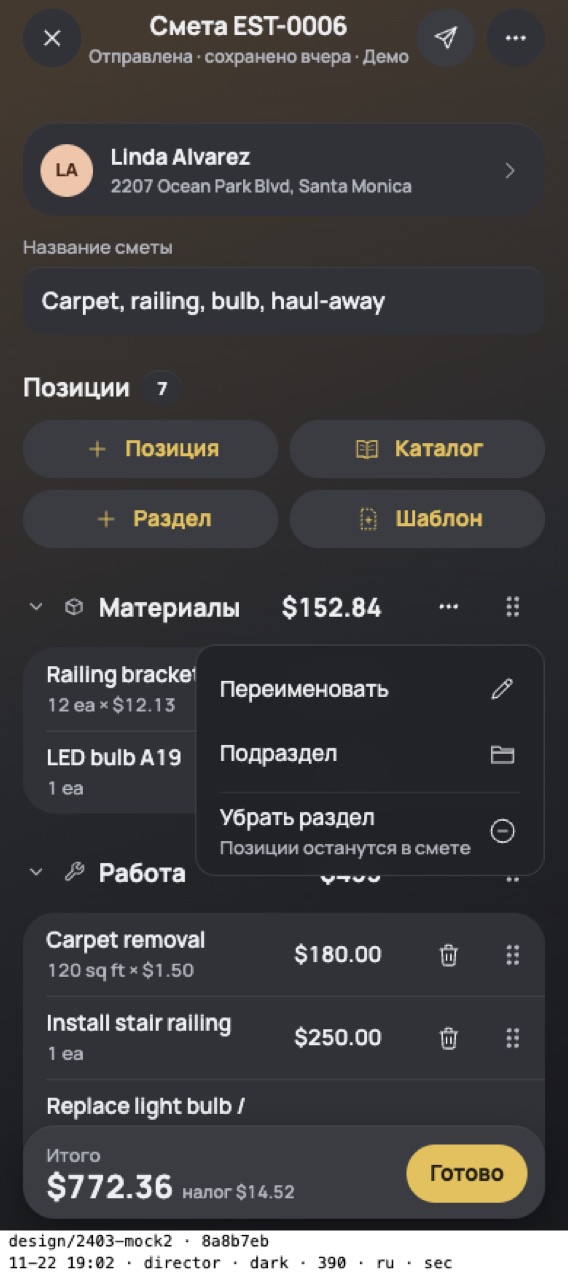 Смета EST-0006
Отправлена · сохранено вчера · Демо
LA
Linda Alvarez
2207 Ocean Park Blvd, Santa Monica
Название сметы
Carpet, railing, bulb, haul-away
Позиции 7
Позиция
Каталог
Раздел
Шаблон
Материалы $152.84
Railing bracket
12 ea × $12.13
LED bulb A19
1 ea
Переименовать
Подраздел
Убрать раздел
Позиции останутся в смете
Работа
Carpet removal
120 sq ft × $1.50
$180.00
Install stair railing
1 ea
$250.00
Replace light bulb /
Итого
$772.36 налог $14.52
Готово
design/2403-mock2 · 8a8b7eb
11-22 19:02 · director · dark · 390 · ru · sec